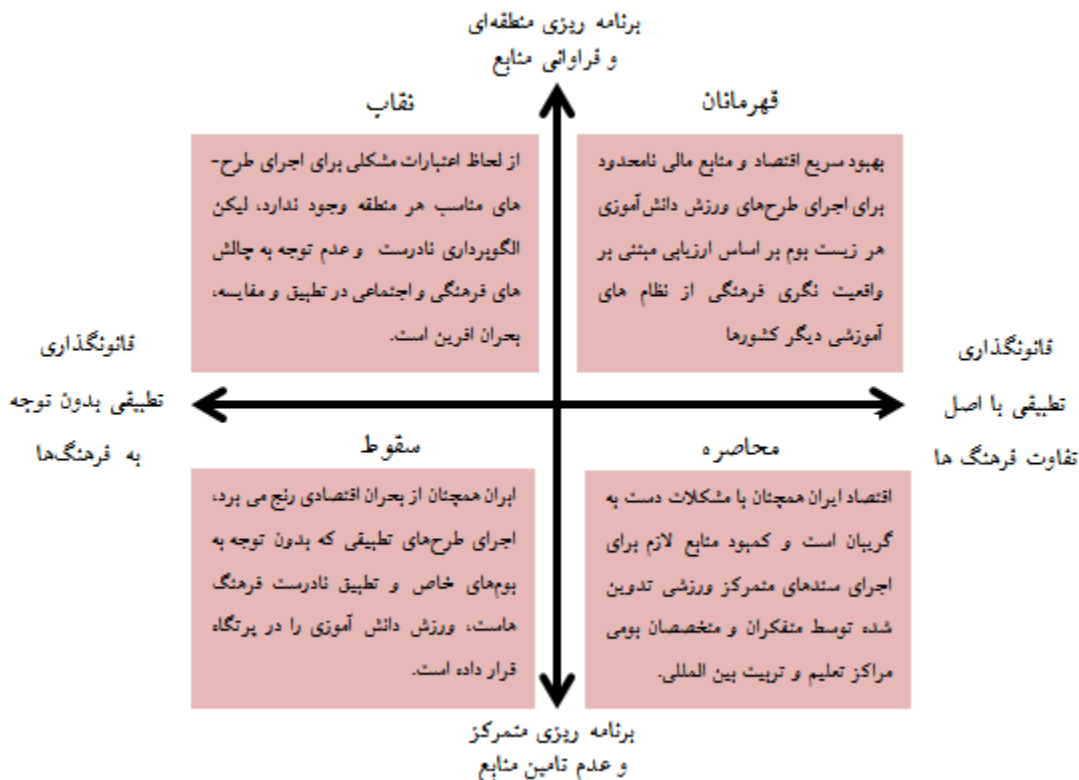 برنامه ریزی منطقه‌ای
و فراوانی منابع
قهرمانان
بهبود سریع اقتصاد و منابع مالی نامحدود
برای اجرای طرح‌های ورزش دانش‌آموزی
هر زیست بوم بر اساس ارزیابی مبتنی بر
واقعیت نگری فرهنگی از نظام های
آموزشی دیگر کشورها
نقاب
از لحاظ اعتبارات مشکلی برای اجرای طرح-
های مناسب هر منطقه وجود ندارد، لیکن
الگوبرداری نادرست و عدم توجه به چالش
های فرهنگی و اجتماعی در تطبیق و مقایسه،
بحران افرین است.
قانونگذاری
تطبیقی با اصل
تفاوت فرهنگ ها
قانونگذاری
تطبیقی بدون توجه
به فرهنگ‌ها
محاصره
اقتصاد ایران همچنان با مشکلات دست به
گریبان است و کمبود منابع لازم برای
اجرای سندهای متمرکز ورزشی تدوین
شده توسط متفکران و متخصصان بومی
مراکز تعلیم و تربیت بین المللی.
سقوط
ایران همچنان از بحران اقتصادی رنج می برد،
اجرای طرح‌های تطبیقی که بدون توجه به
بوم‌های خاص و تطبیق نادرست فرهنگ
هاست، ورزش دانش آموزی را در پرتگاه
قرار داده است.
برنامه ریزی متمرکز
و عدم تامین منابع